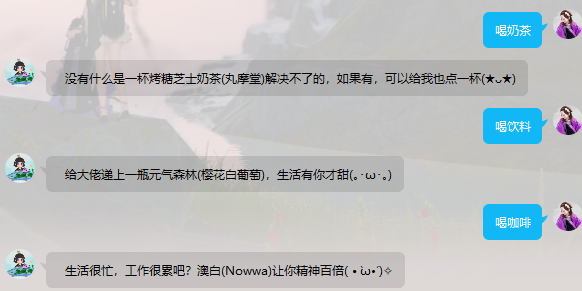 喝奶茶
没有什么是一杯烤糖芝士奶茶(丸摩堂)解决不了的，如果有，可以给我也点一杯(★ᴗ★)
喝饮料
给大佬递上一瓶元气森林(樱花白葡萄)，生活有你才甜(｡･ω･｡)
喝咖啡
生活很忙，工作很累吧？澳白(Nowwa)让你精神百倍( •̀ω•́ )✧